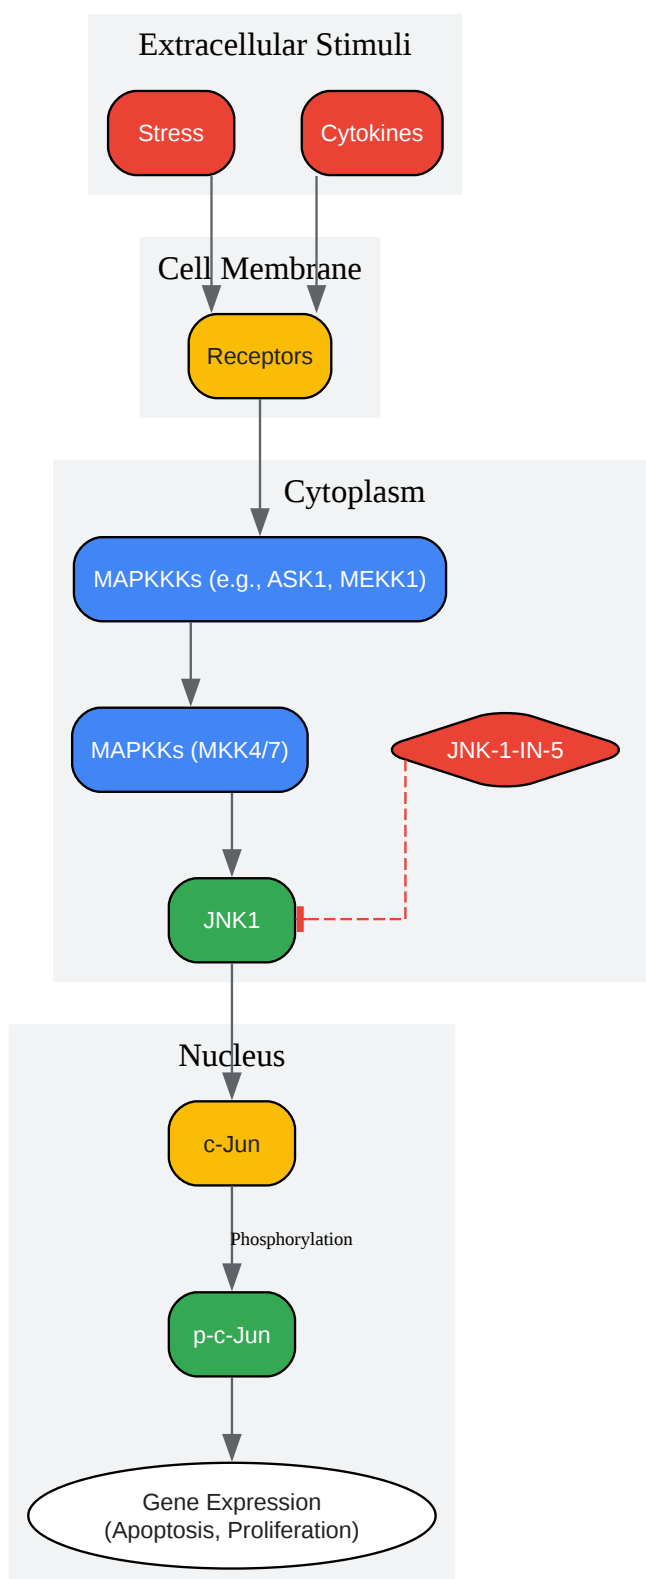 Extracellular Stimuli
Stress
Cytokines
Cell Membrane
Receptors
Cytoplasm
MAPKKKs (e.g., ASK1, MEKK1)
MAPKKs (MKK4/7)
JNK-1-IN-5
JNK1
Nucleus
c-Jun
Phosphorylation
p-c-Jun
Gene Expression
(Apoptosis, Proliferation)